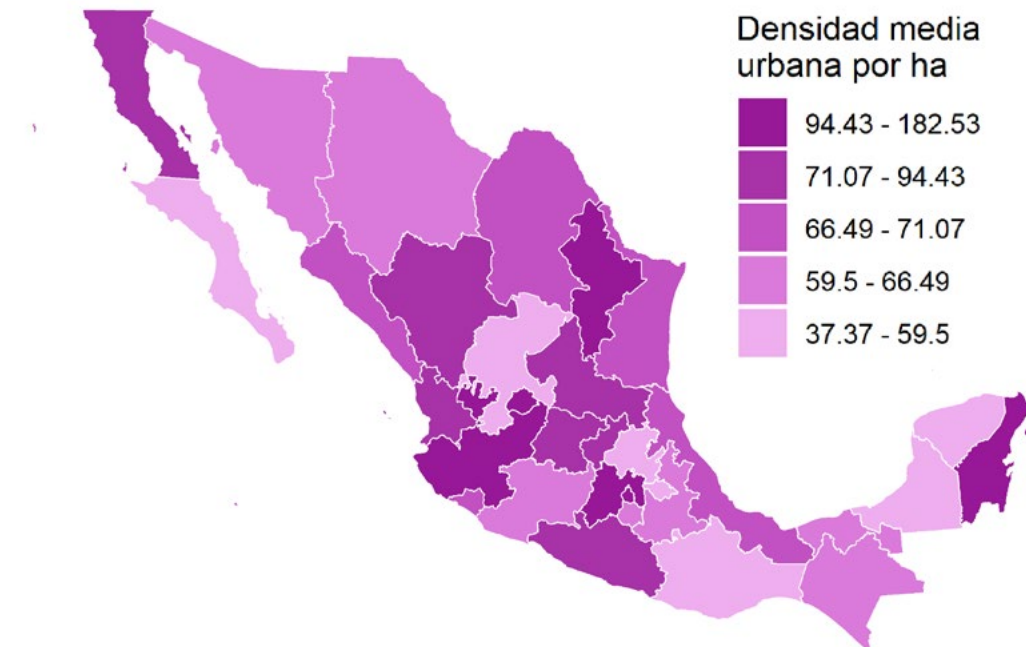 Densidad media
urbana por ha
94.43 - 182.53
71.07 - 94.43
66.49 - 71.07
59.5 - 66.49
37.37 - 59.5